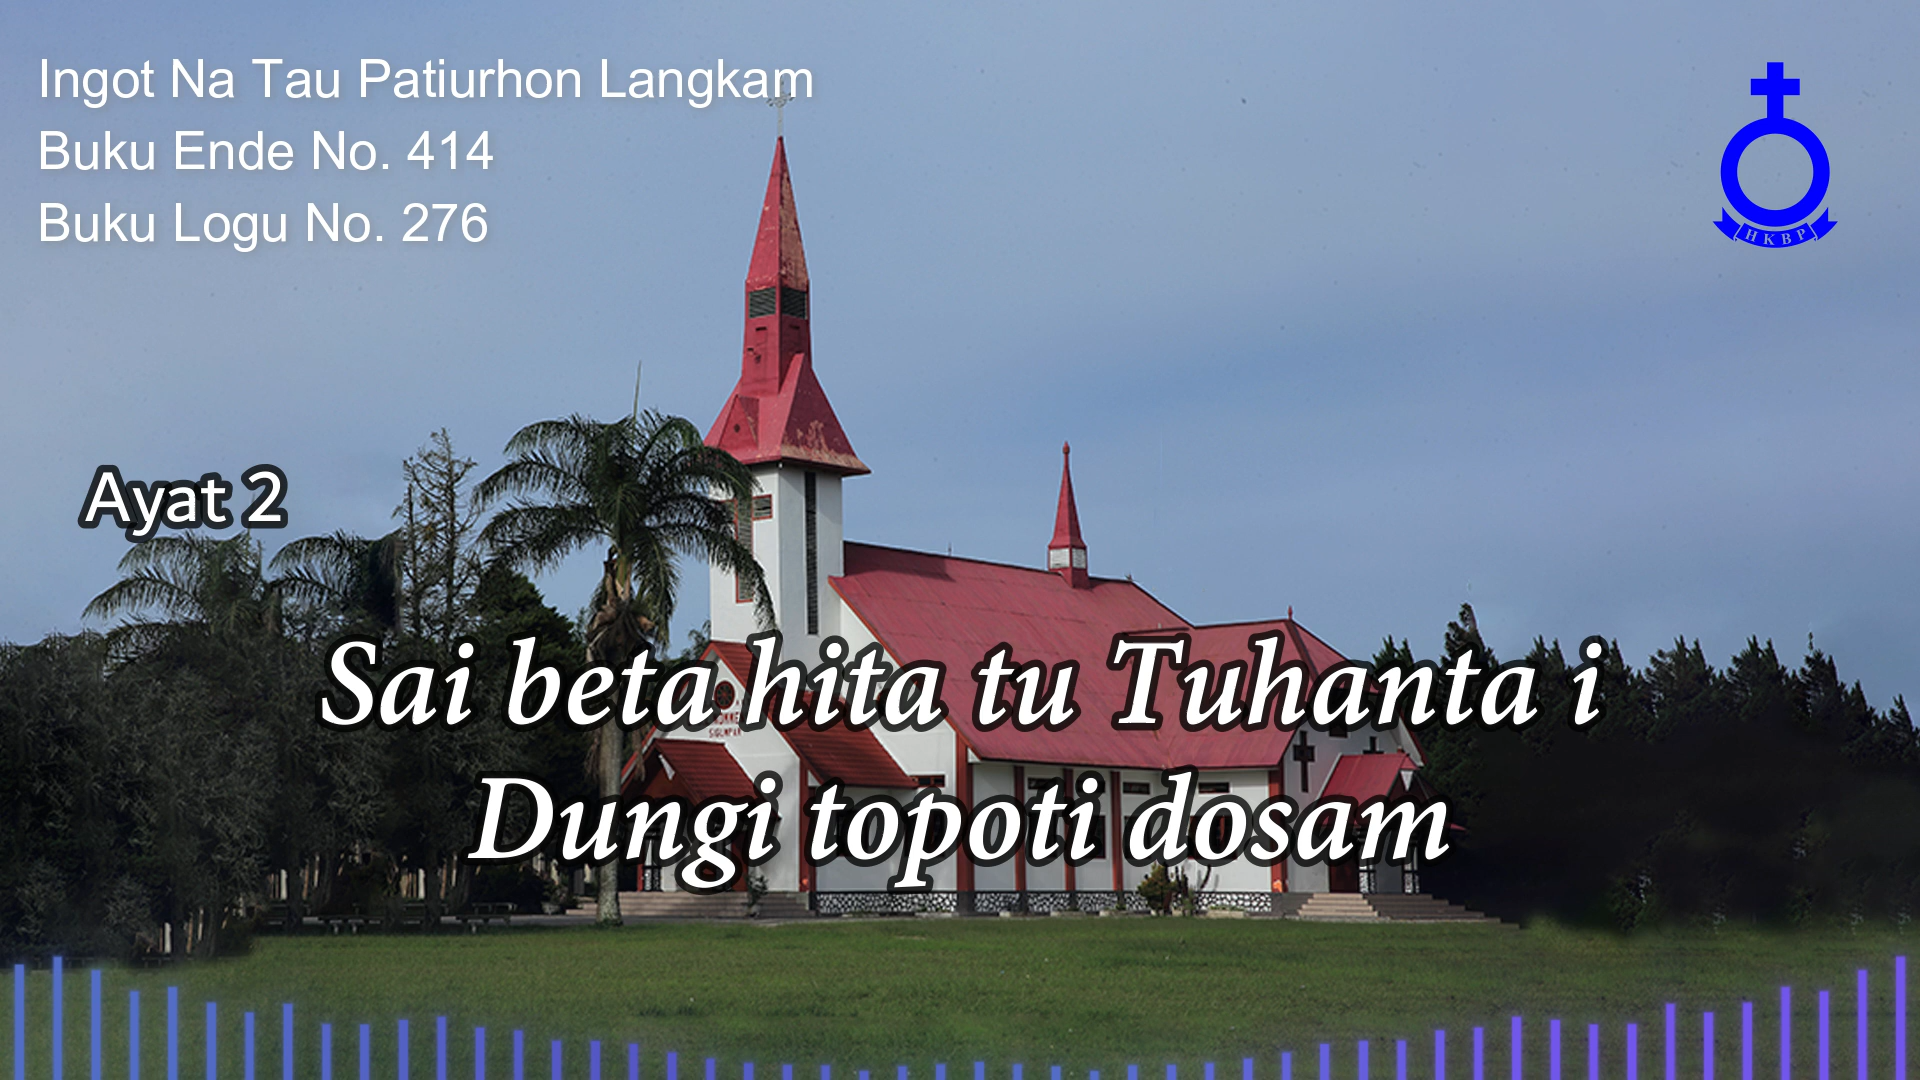 Ingot Na Tau Patiurhon Langkam
Buku Ende No. 414
Buku Logu No. 276
HKBP
Ayat 2
Sai beta hita tu Tuhanta i
Dungi topoti dosam